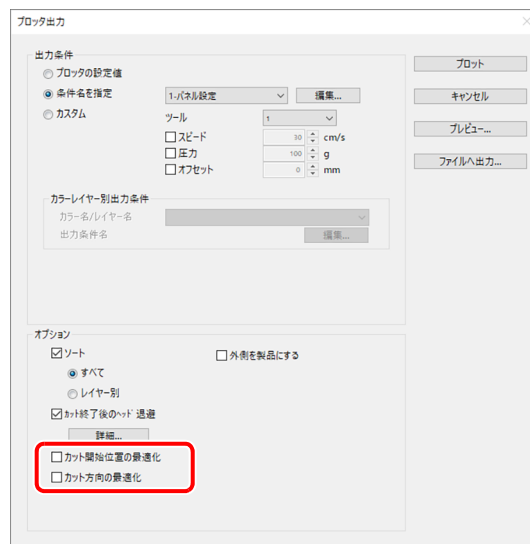 プロッタ出力
出力条件
プロッタの設定値
条件名を指定
1-パネル設定
編集...
カスタム
ツール
1
スピード
30
cm/s
圧力
100
g
オフセット
0
mm
カラーレイヤー別出力条件
カラー名/レイヤー名
出力条件名
編集...
プロット
キャンセル
プレビュー...
ファイルへ出力...
オプション
ソート
外側を製品にする
すべて
レイヤー別
カット終了後のヘッド退避
詳細...
カット開始位置の最適化
カット方向の最適化